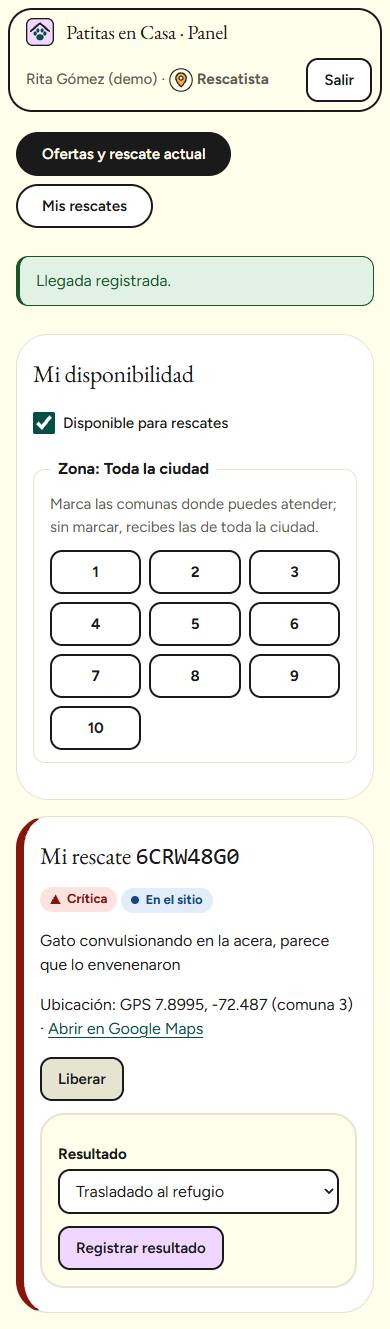 Patitas en Casa · Panel
Rita Gómez (demo) · Rescatista
Salir
Ofertas y rescate actual
Mis rescates
Llegada registrada.
Mi disponibilidad
Disponible para rescates
Zona: Toda la ciudad
Marca las comunas donde puedes atender;
sin marcar, recibes las de toda la ciudad.
1 2 3
4 5 6
7 8 9
10
Mi rescate 6CRW48G0
Crítica En el sitio
Gato convulsionando en la acera, parece
que lo envenenaron
Ubicación: GPS 7.8995, -72.487 (comuna 3)
· Abrir en Google Maps
Liberar
Resultado
Trasladado al refugio
Registrar resultado